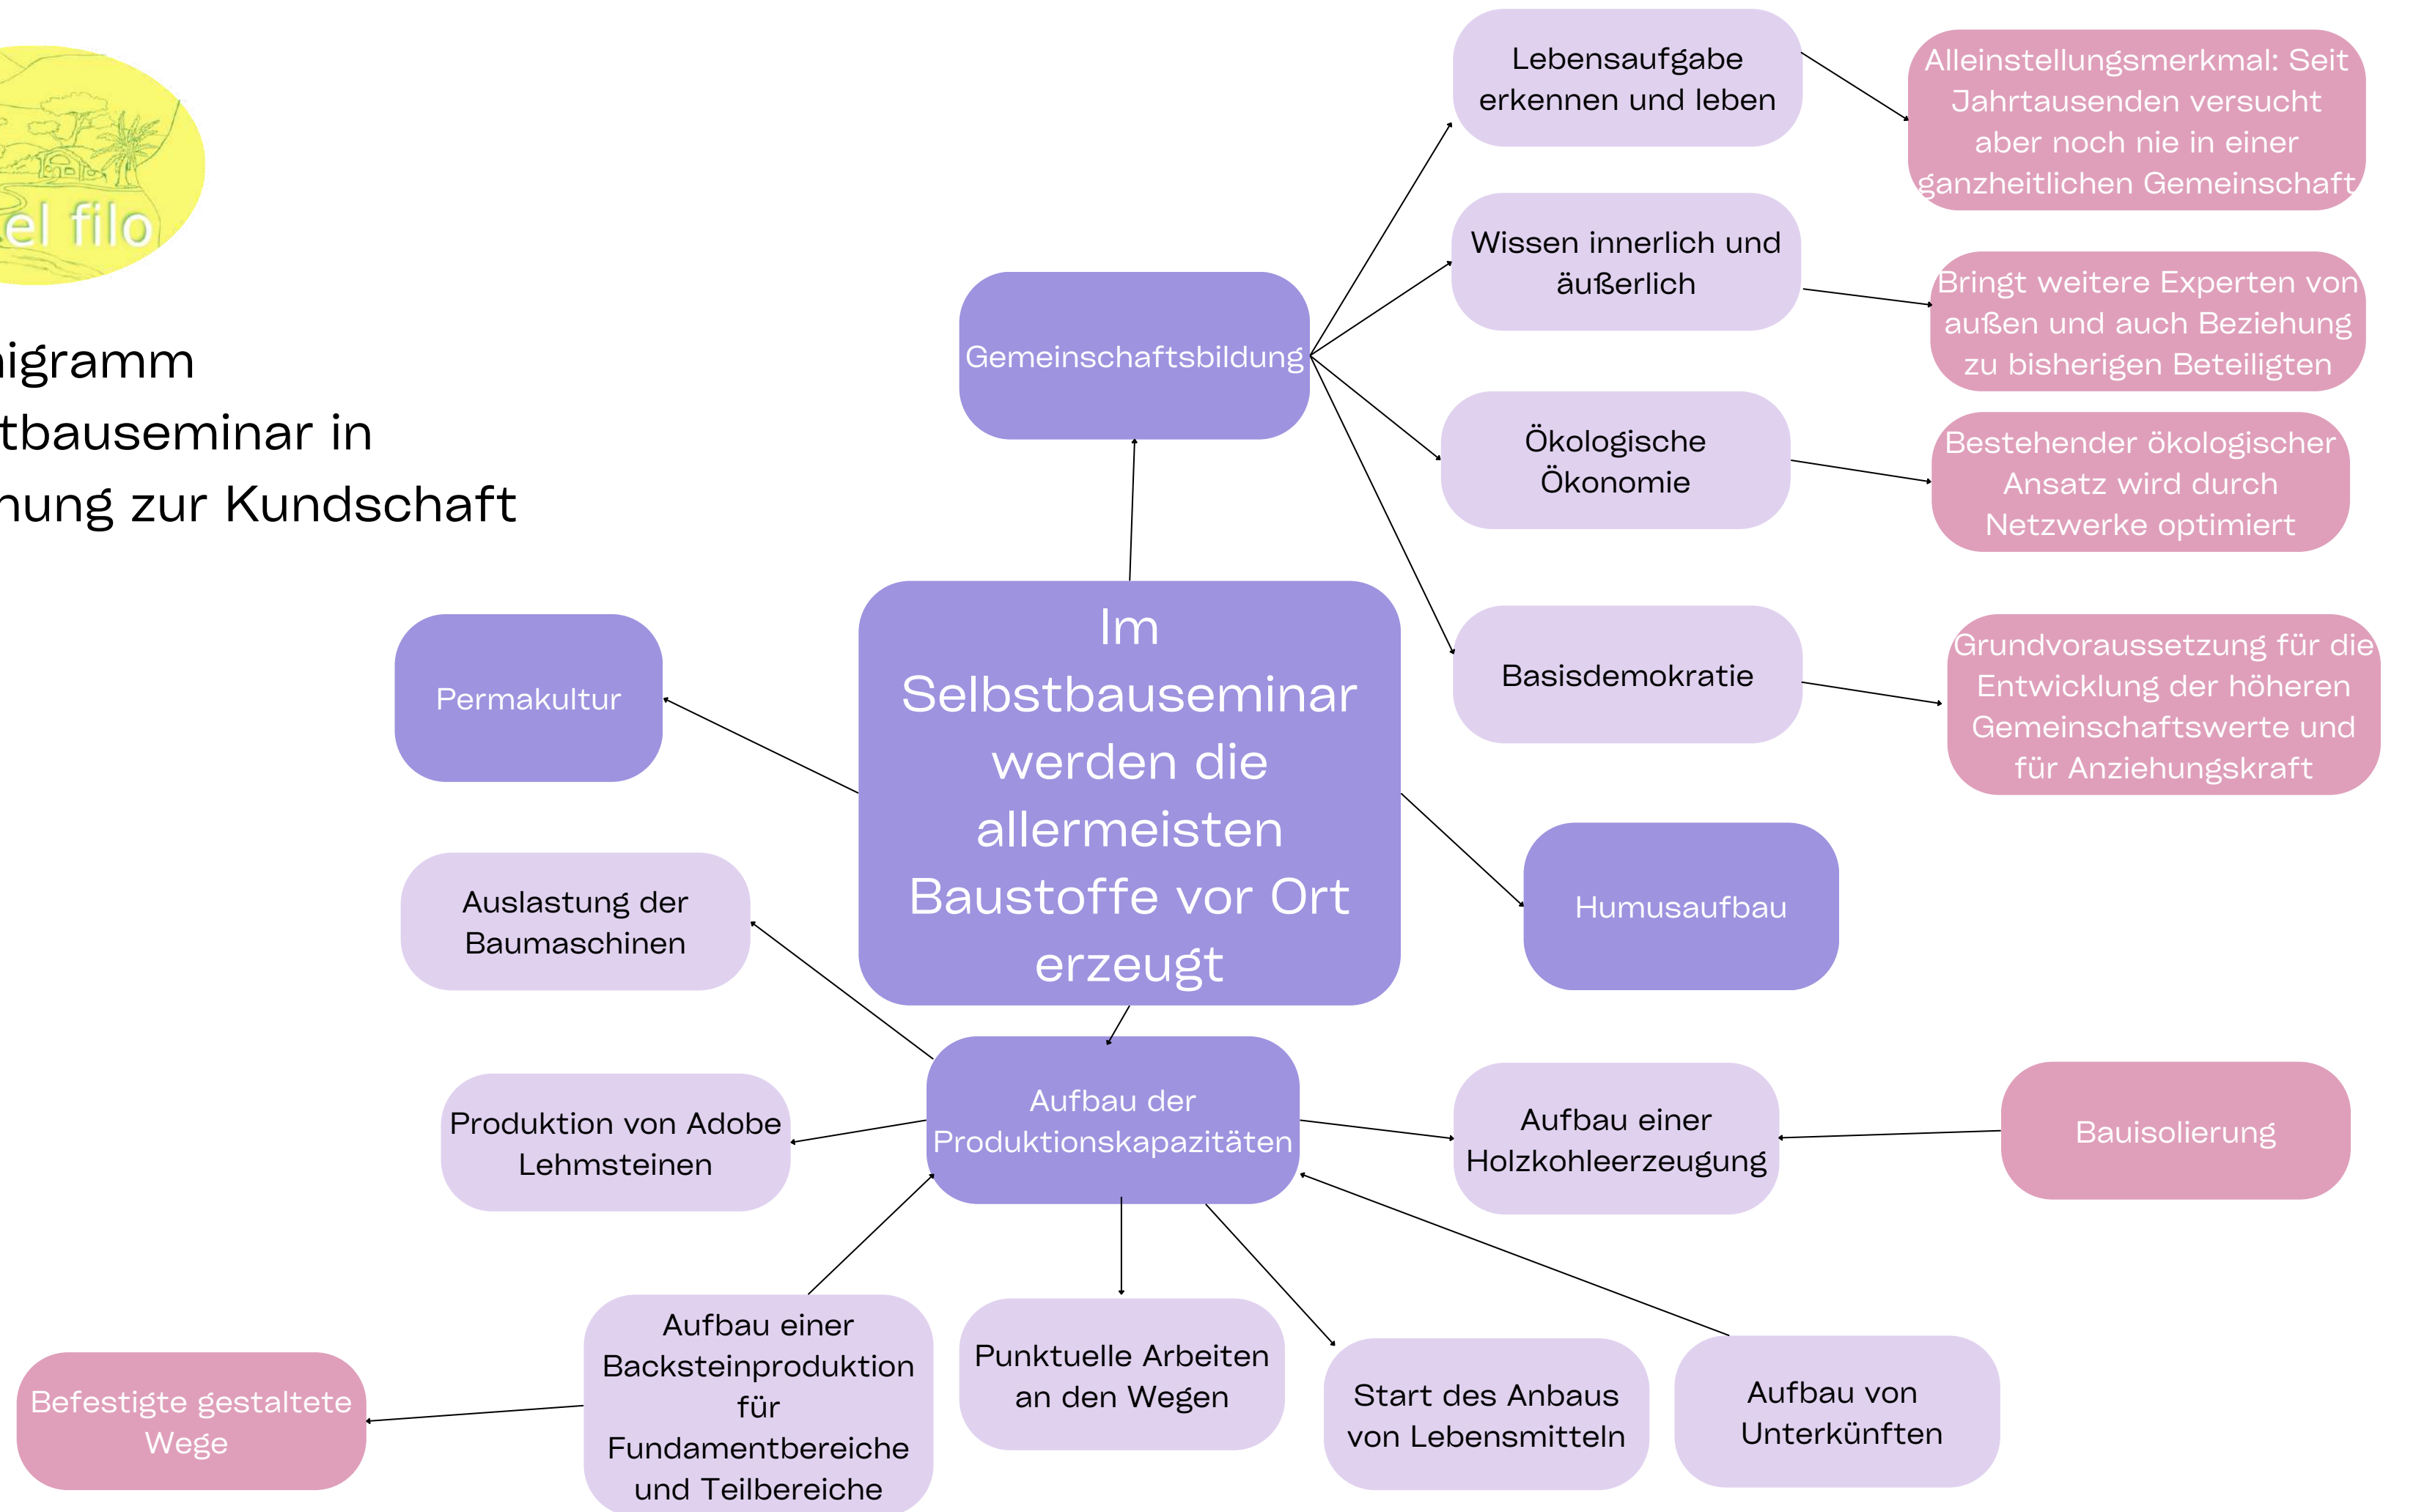 el filo
igramm
tbauseminar in
nung zur Kundschaft
Lebensaufgabe
erkennen und leben
Alleinstellungsmerkmal: Seit
Jahrtausenden versucht
aber noch nie in einer
ganzheitlichen Gemeinschaft
Wissen innerlich und
äußerlich
Bringt weitere Experten von
außen und auch Beziehung
zu bisherigen Beteiligten
Gemeinschaftsbildung
Ökologische
Ökonomie
Bestehender ökologischer
Ansatz wird durch
Netzwerke optimiert
Basisdemokratie
Grundvoraussetzung für die
Entwicklung der höheren
Gemeinschaftswerte und
für Anziehungskraft
Permakultur
Im
Selbstbauseminar
werden die
allermeisten
Baustoffe vor Ort
erzeugt
Humusaufbau
Auslastung der
Baumaschinen
Aufbau der
Produktionskapazitäten
Produktion von Adobe
Lehmsteinen
Aufbau einer
Holzkohleerzeugung
Bauisolierung
Befestigte gestaltete
Wege
Aufbau einer
Backsteinproduktion
für
Fundamentbereiche
und Teilbereiche
Punktuelle Arbeiten
an den Wegen
Start des Anbaus
von Lebensmitteln
Aufbau von
Unterkünften